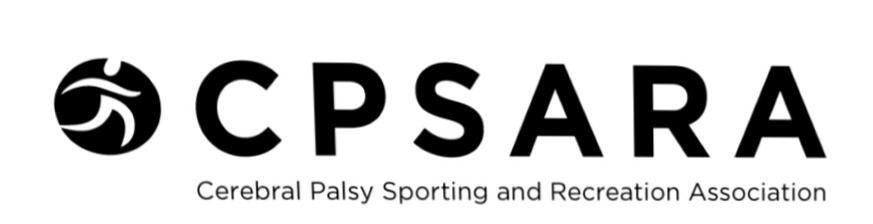 CPSARA
Cerebral Palsy Sporting and Recreation Association